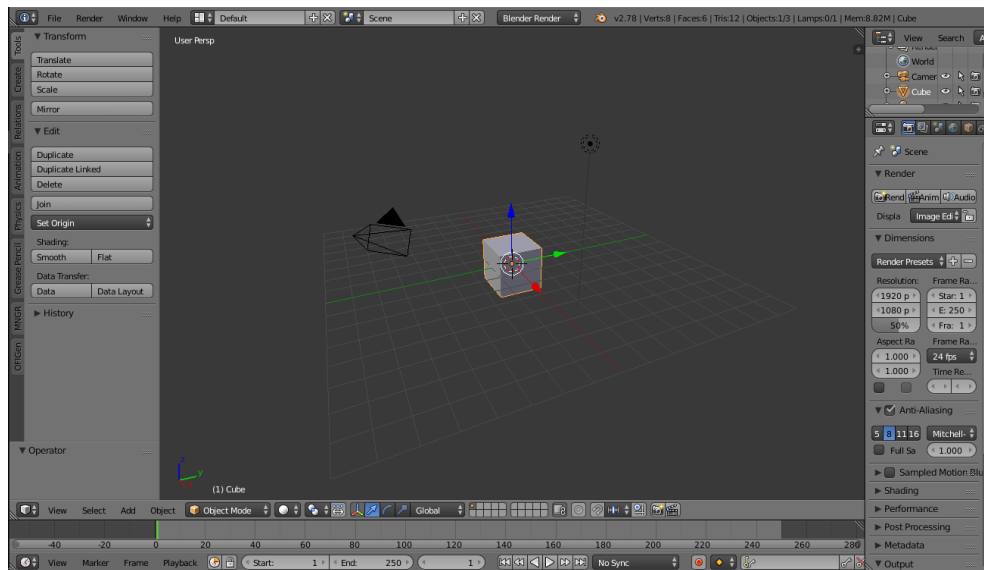 File Render Window Help Default Scene Blender Render v2.78 | Verts:8 | Faces:6 | Tris:12 | Objects:1/3 | Lamps:0/1 | Mem:8.82M | Cube
Tools
Create
Relations
Animation
Physics
Grease Pencil
MNGR
OFIGen
Transform
Translate
Rotate
Scale
Mirror
Edit
Duplicate
Duplicate Linked
Delete
Join
Set Origin
Shading:
Smooth Flat
Data Transfer:
Data Data Layout
History
Operator
User Persp
z
y
(1) Cube
View Select Add Object Object Mode Global
-40 -20 0 20 40 60 80 100 120 140 160 180 200 220 240 260 280
View Marker Frame Playback Start: 1 End: 250 1 No Sync
View Search
World
Camer
Cube
Scene
Render
Rend Anim Audio
Displa Image Edi
Dimensions
Render Presets
Resolution: Frame Ra...
1920 p Star: 1
1080 p E: 250
50% Fra: 1
Aspect Ra Frame Ra...
1.000 24 fps
1.000 Time Re...
Anti-Aliasing
5 8 11 16 Mitchell-
Full Sa 1.000
Sampled Motion Blu
Shading
Performance
Post Processing
Metadata
Output